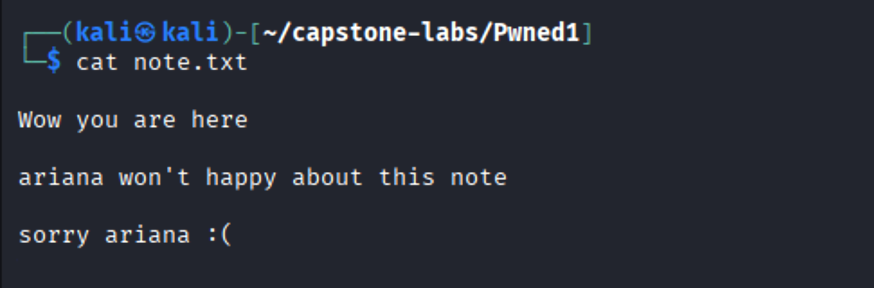 ┌──(kali㉿kali)-[~/capstone-labs/Pwned1]
└─$ cat note.txt
Wow you are here
ariana won't happy about this note
sorry ariana :(